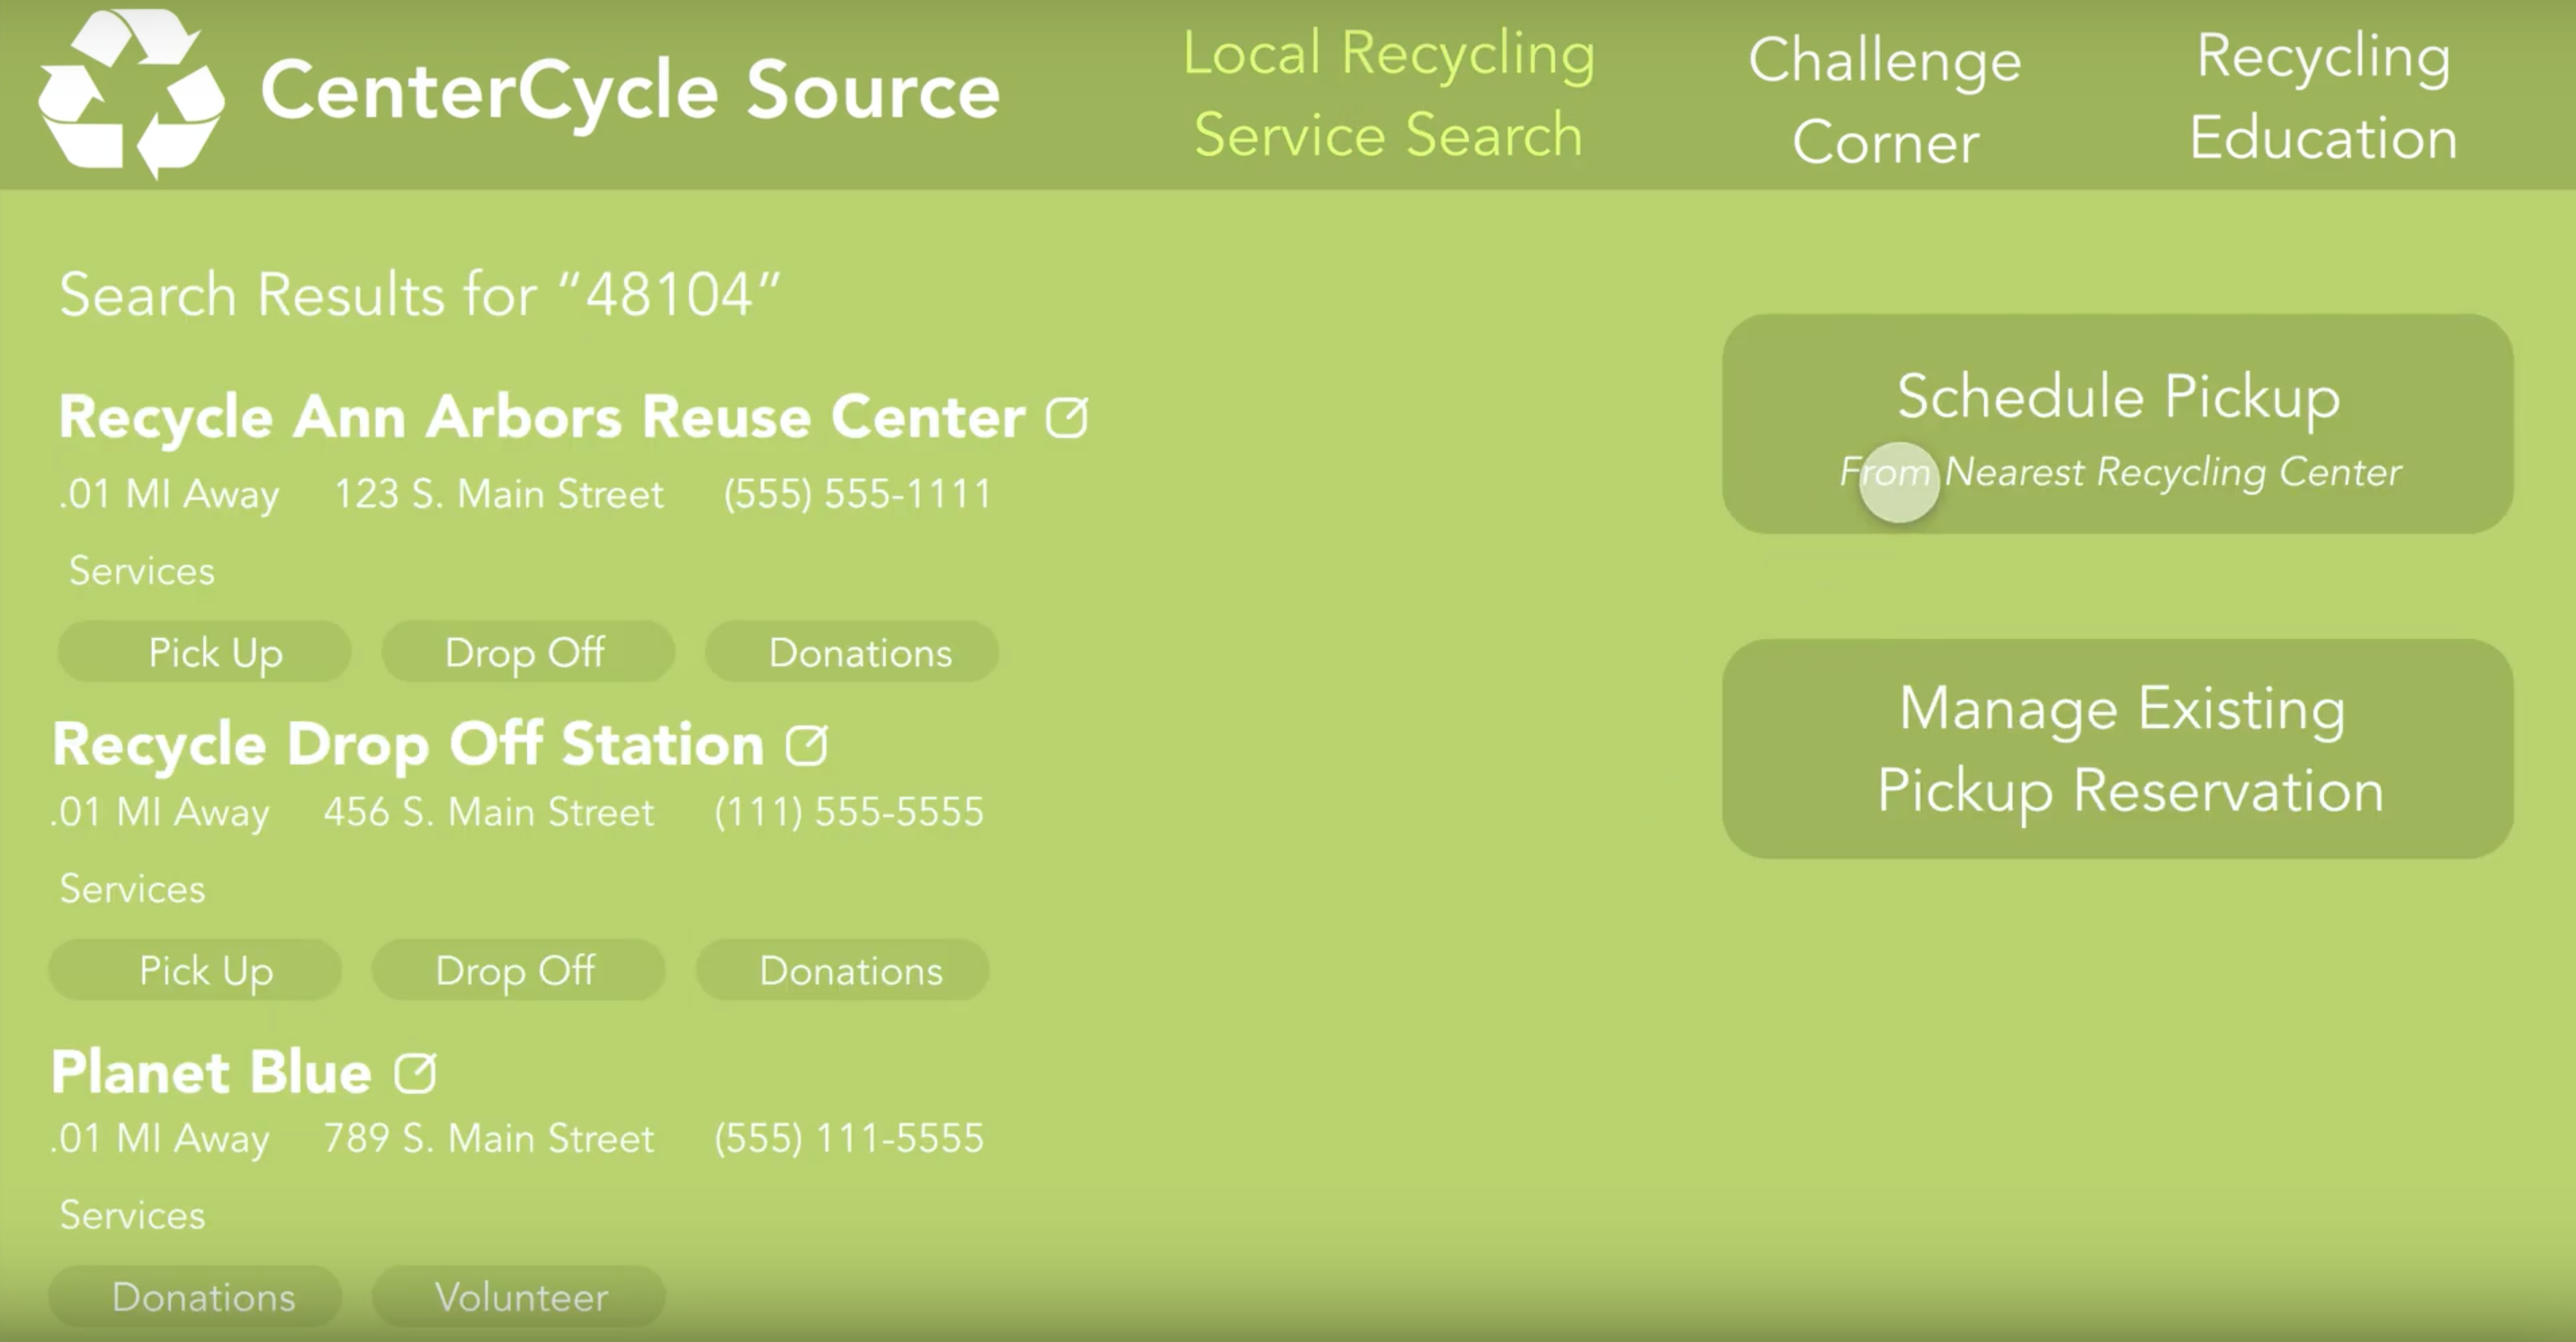 CenterCycle Source
Local Recycling
Service Search
Challenge
Corner
Recycling
Education
Search Results for “48104”
Recycle Ann Arbors Reuse Center
.01 MI Away 123 S. Main Street (555) 555-1111
Services
Pick Up Drop Off Donations
Recycle Drop Off Station
.01 MI Away 456 S. Main Street (111) 555-5555
Services
Pick Up Drop Off Donations
Planet Blue
.01 MI Away 789 S. Main Street (555) 111-5555
Services
Donations Volunteer
Schedule Pickup
From Nearest Recycling Center
Manage Existing
Pickup Reservation